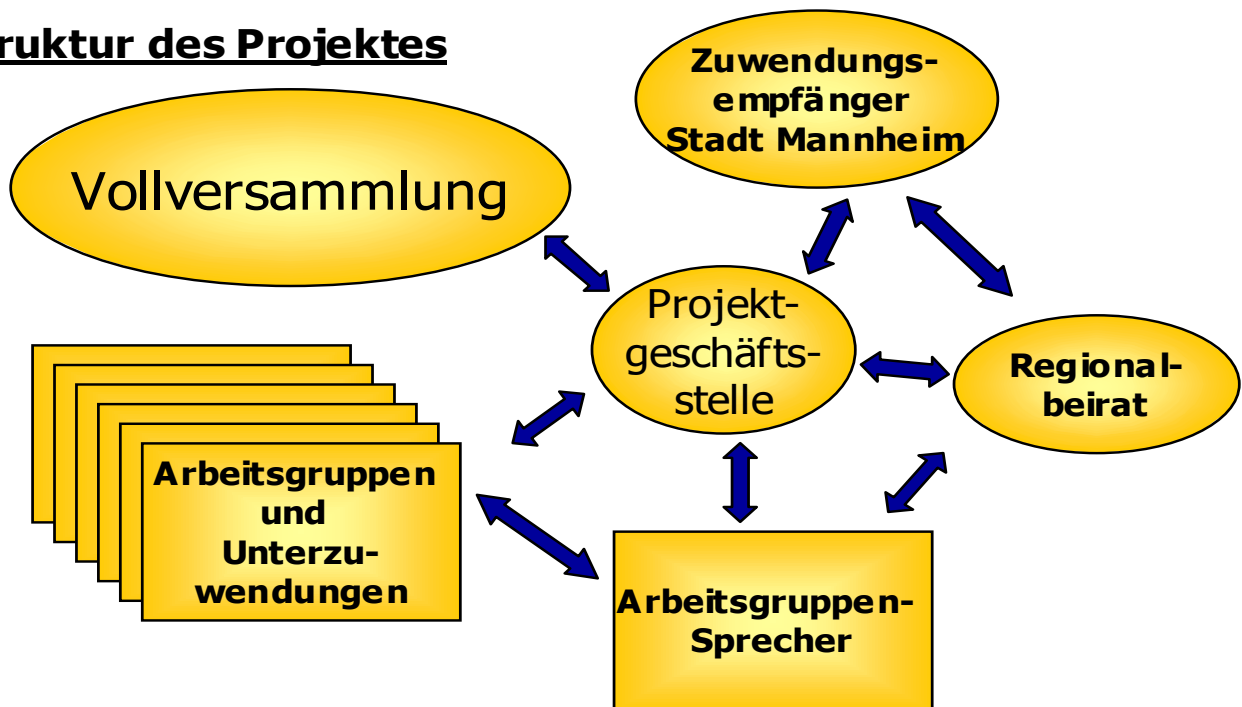 ruktur des Projektes
Zuwendungs-
empfänger
Stadt Mannheim
Vollversammlung
Projekt-
geschäfts-
stelle
Regional-
beirat
Arbeitsgruppen
und
Unterzu-
wendungen
Arbeitsgruppen-
Sprecher